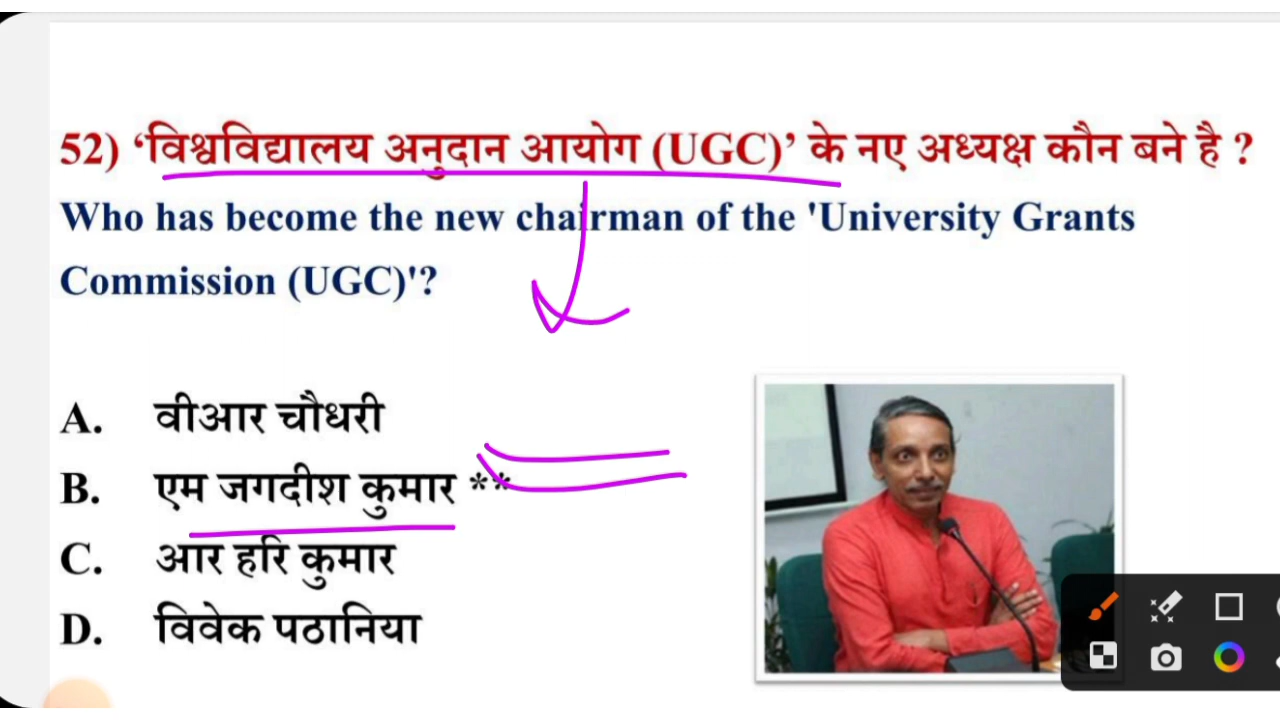 52) ‘विश्वविद्यालय अनुदान आयोग (UGC)’ के नए अध्यक्ष कौन बने है ?
Who has become the new chairman of the 'University Grants
Commission (UGC)'?
A. वीआर चौधरी
B. एम जगदीश कुमार **
C. आर हरि कुमार
D. विवेक पठानिया